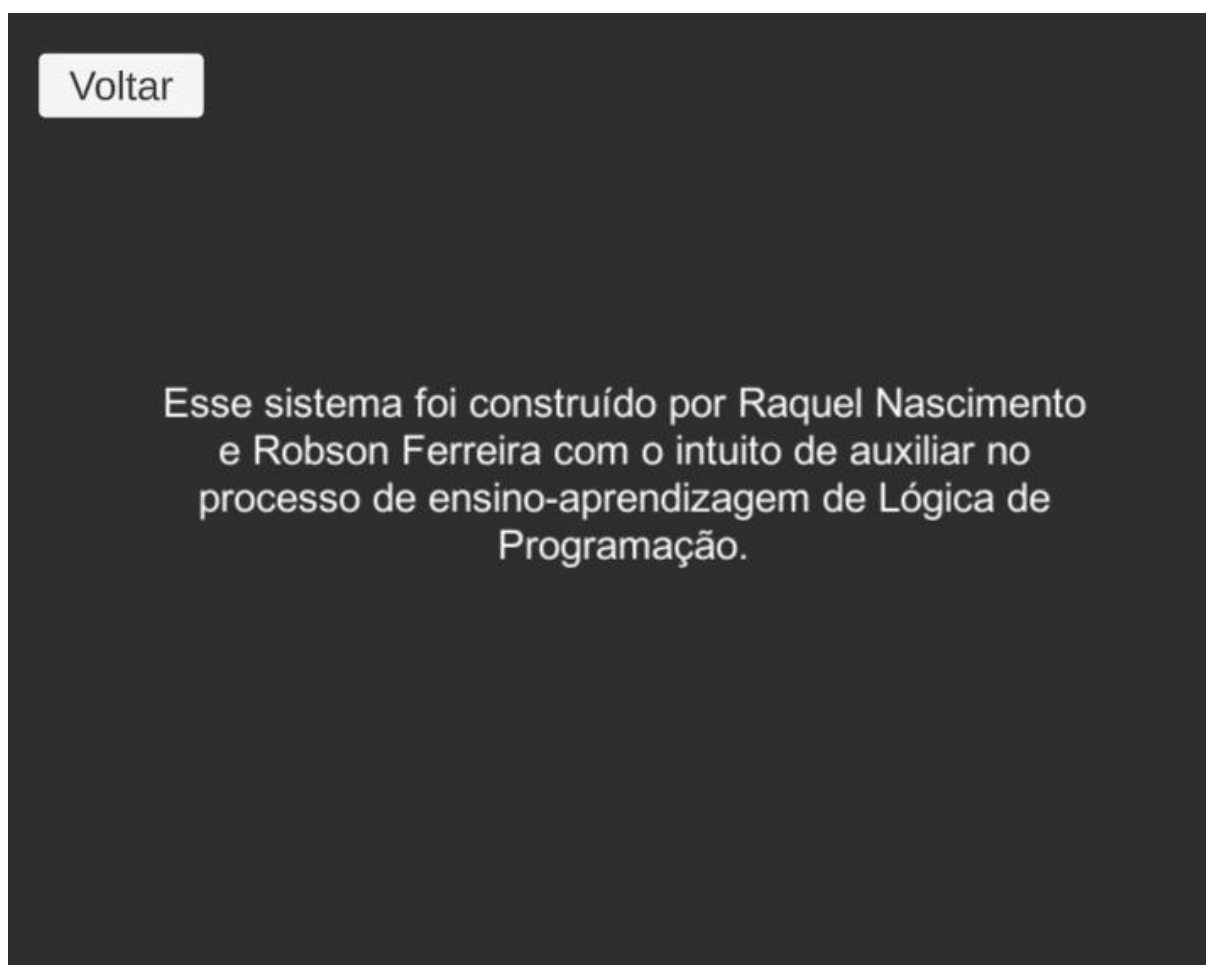 Voltar
Esse sistema foi construído por Raquel Nascimento
e Robson Ferreira com o intuito de auxiliar no
processo de ensino-aprendizagem de Lógica de
Programação.